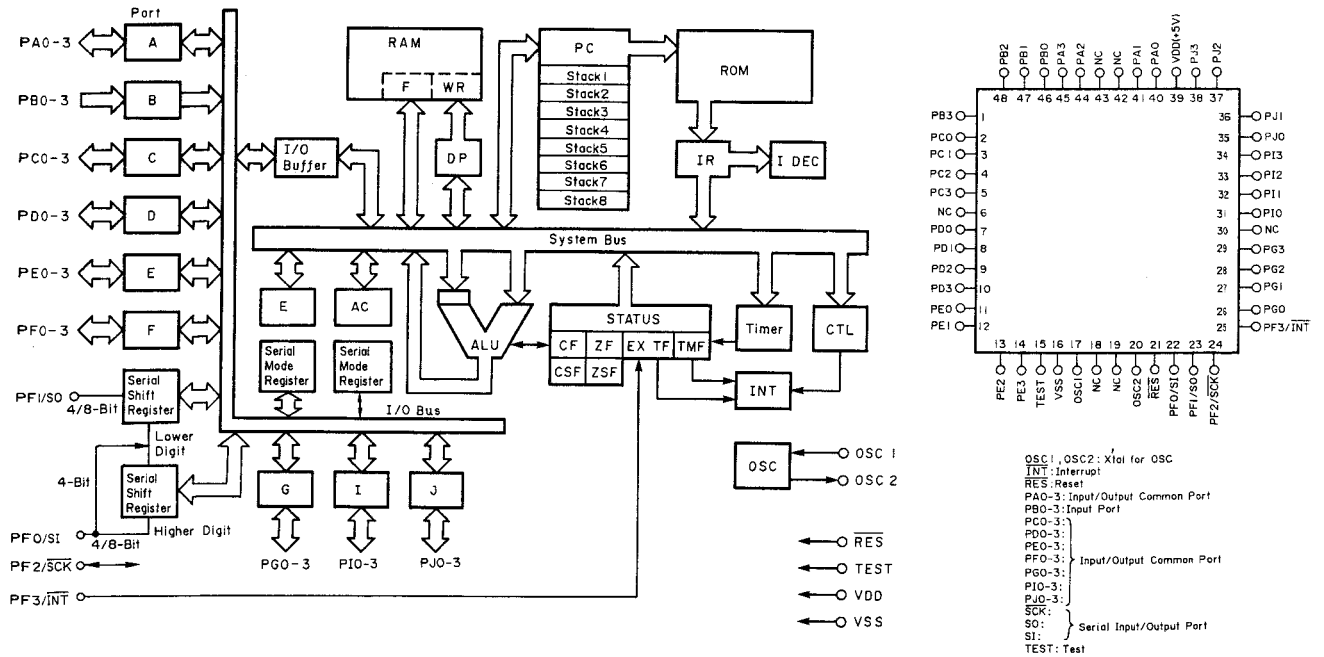 Port
PA0-3
A
PB0-3
B
PC0-3
C
PD0-3
D
PE0-3
E
PF0-3
F
PF1/SO
4/8-Bit
Serial
Shift
Register
Lower
Digit
4-Bit
Serial
Shift
Register
Higher Digit
PF0/SI
4/8-Bit
PF2/SCK
PF3/INT
I/O
Buffer
RAM
F
WR
DP
PC
Stack1
Stack2
Stack3
Stack4
Stack5
Stack6
Stack7
Stack8
ROM
IR
I DEC
System Bus
E
AC
ALU
STATUS
CF
ZF
EX TF
TMF
CSF
ZSF
Timer
CTL
INT
Serial
Mode
Register
Serial
Mode
Register
I/O Bus
G
I
J
PG0-3
PI0-3
PJ0-3
OSC
OSC 1
OSC 2
RES
TEST
VDD
VSS
PB2
PB1
PB0
PA3
PA2
NC
NC
PA1
PA0
VDD(+5V)
PJ3
PJ2
48 47 46 45 44 43 42 41 40 39 38 37
PB3 1
PC0 2
PC1 3
PC2 4
PC3 5
NC 6
PD0 7
PD1 8
PD2 9
PD3 10
PE0 11
PE1 12
36 PJ1
35 PJ0
34 PI3
33 PI2
32 PI1
31 PI0
30 NC
29 PG3
28 PG2
27 PG1
26 PG0
25 PF3/INT
13 14 15 16 17 18 19 20 21 22 23 24
PE2
PE3
TEST
VSS
OSC1
NC
NC
OSC2
RES
PF0/SI
PF1/SO
PF2/SCK
OSC1, OSC2: X'tal for OSC
INT: Interrupt
RES: Reset
PA0-3: Input/Output Common Port
PB0-3: Input Port
PC0-3:
PD0-3:
PE0-3:
PF0-3: Input/Output Common Port
PG0-3:
PI0-3:
PJ0-3:
SCK:
SO: Serial Input/Output Port
SI:
TEST: Test